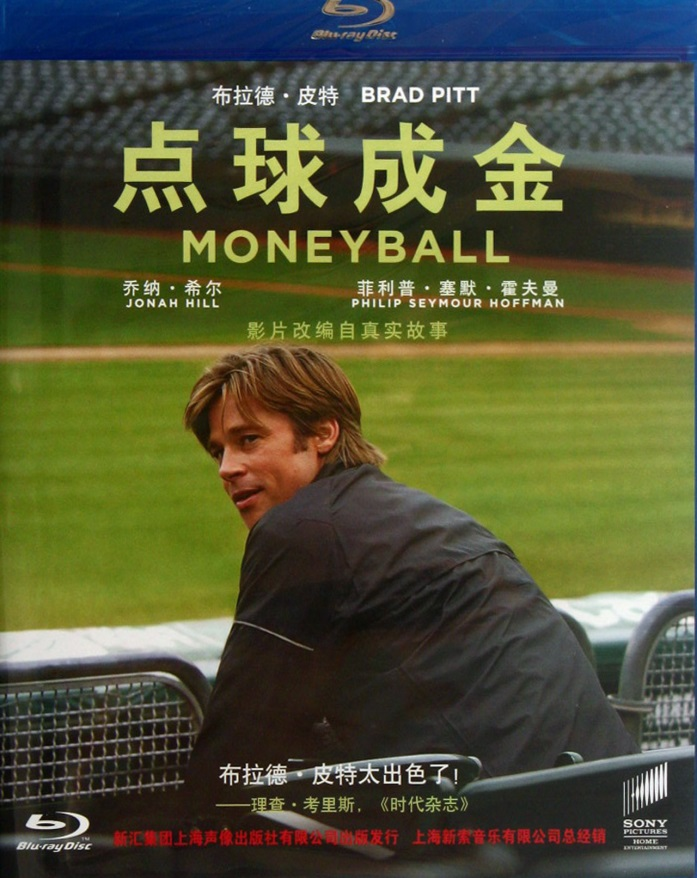 Blu-ray Disc
布拉德·皮特 BRAD PITT
点球成金
MONEYBALL
乔纳·希尔 菲利普·塞默·霍夫曼
JONAH HILL PHILIP SEYMOUR HOFFMAN
影片改编自真实故事
布拉德·皮特太出色了!
——理查·考里斯，《时代杂志》
Blu-ray Disc™
新汇集团上海声像出版社有限公司出版发行 上海新索音乐有限公司总经销
SONY
PICTURES
HOME
ENTERTAINMENT